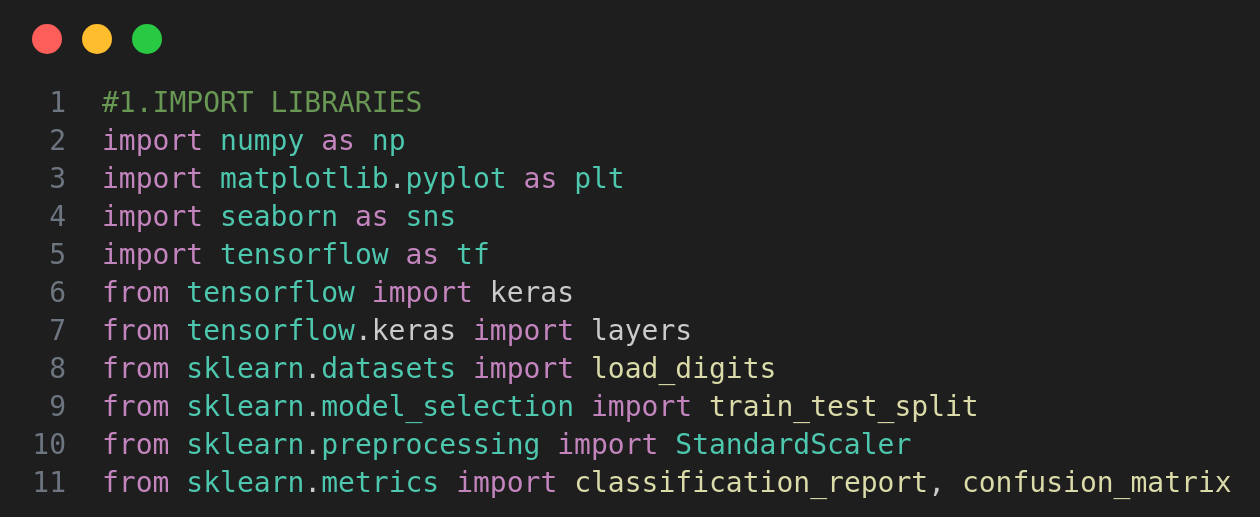 1 #1.IMPORT LIBRARIES
2 import numpy as np
3 import matplotlib.pyplot as plt
4 import seaborn as sns
5 import tensorflow as tf
6 from tensorflow import keras
7 from tensorflow.keras import layers
8 from sklearn.datasets import load_digits
9 from sklearn.model_selection import train_test_split
10 from sklearn.preprocessing import StandardScaler
11 from sklearn.metrics import classification_report, confusion_matrix